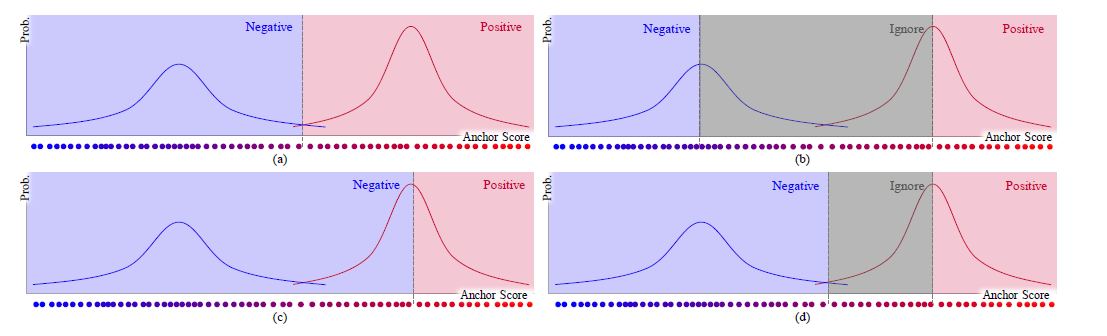 Prob.
Negative
Positive
Anchor Score
(a)
Prob.
Negative
Ignore
Positive
Anchor Score
(b)
Prob.
Negative
Positive
Anchor Score
(c)
Prob.
Negative
Ignore
Positive
Anchor Score
(d)